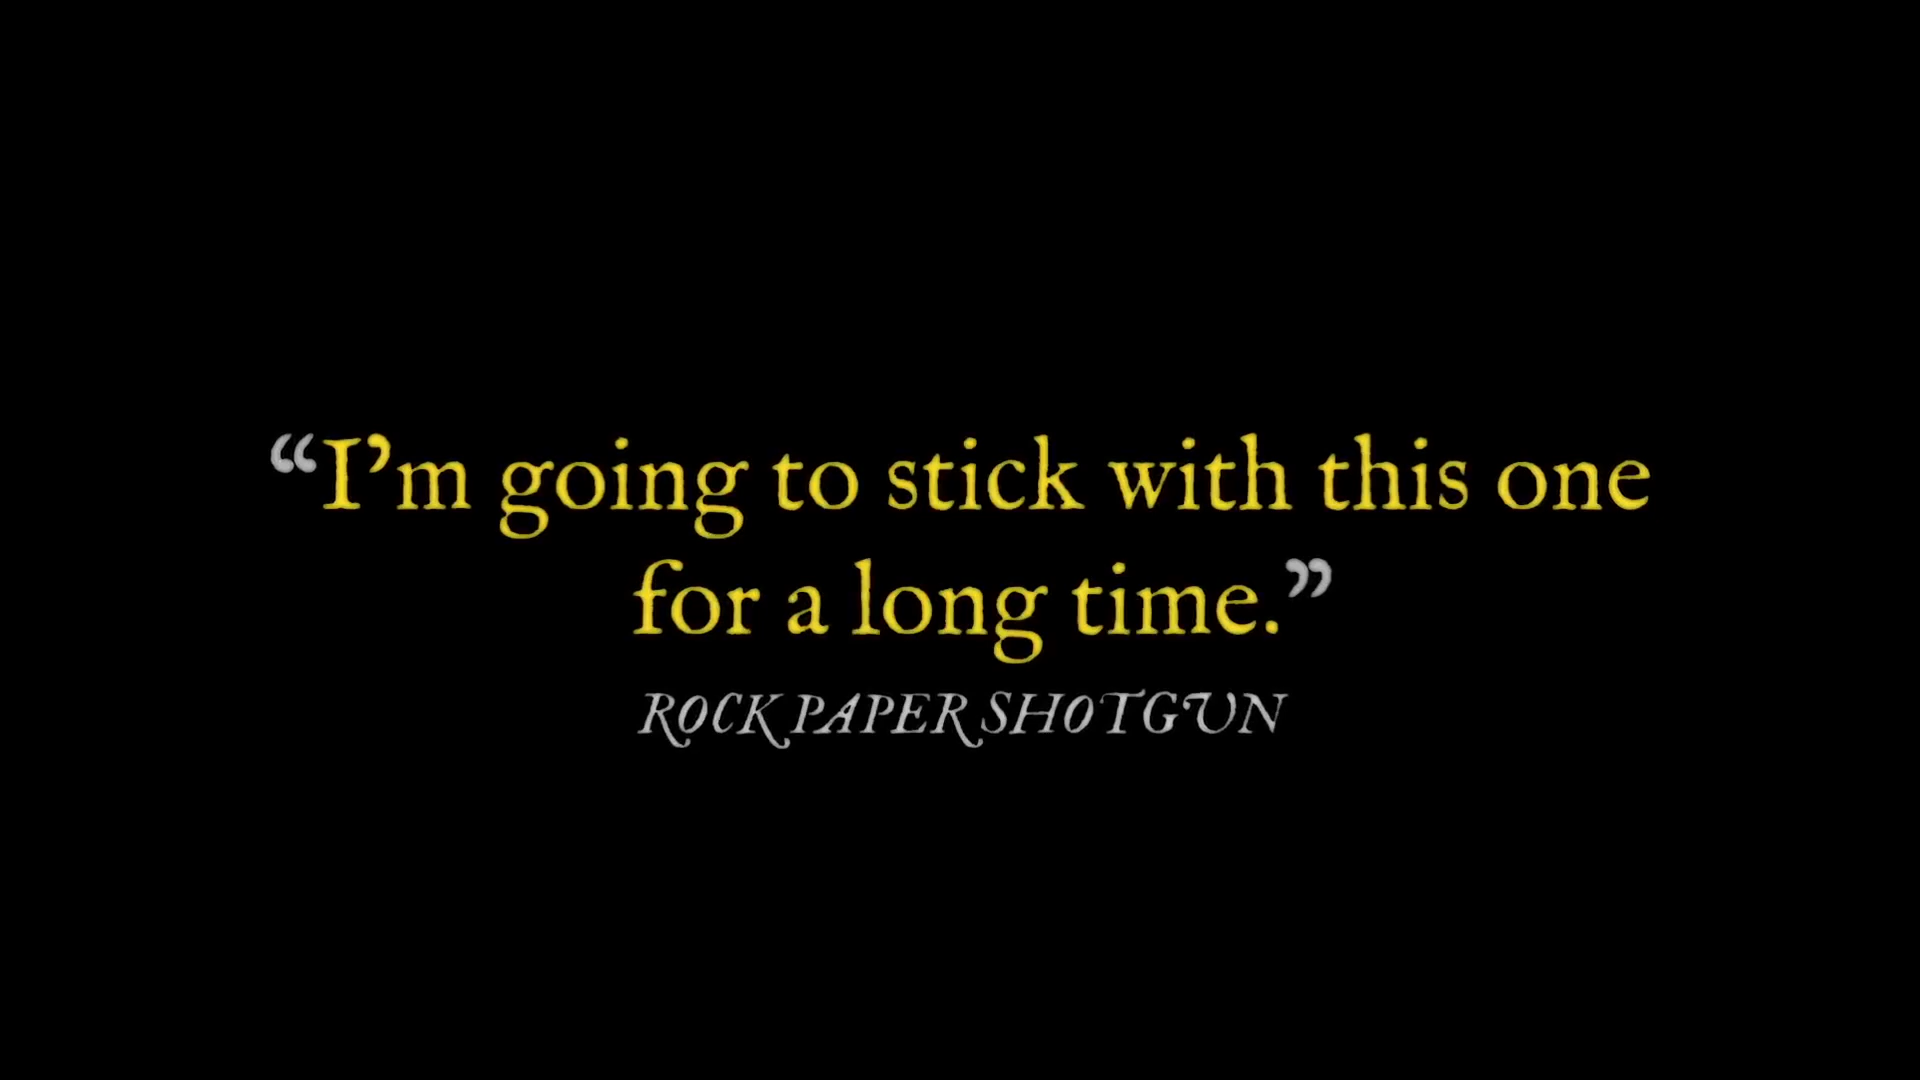 “I’m going to stick with this one
for a long time.”
ROCK PAPER SHOTGUN